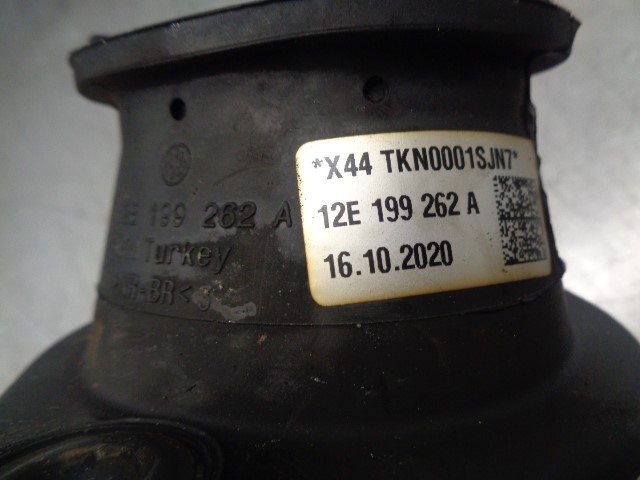 *X44 TKN0001SJN7*
12E 199 262 A
16.10.2020
E 199 262 A
Turkey